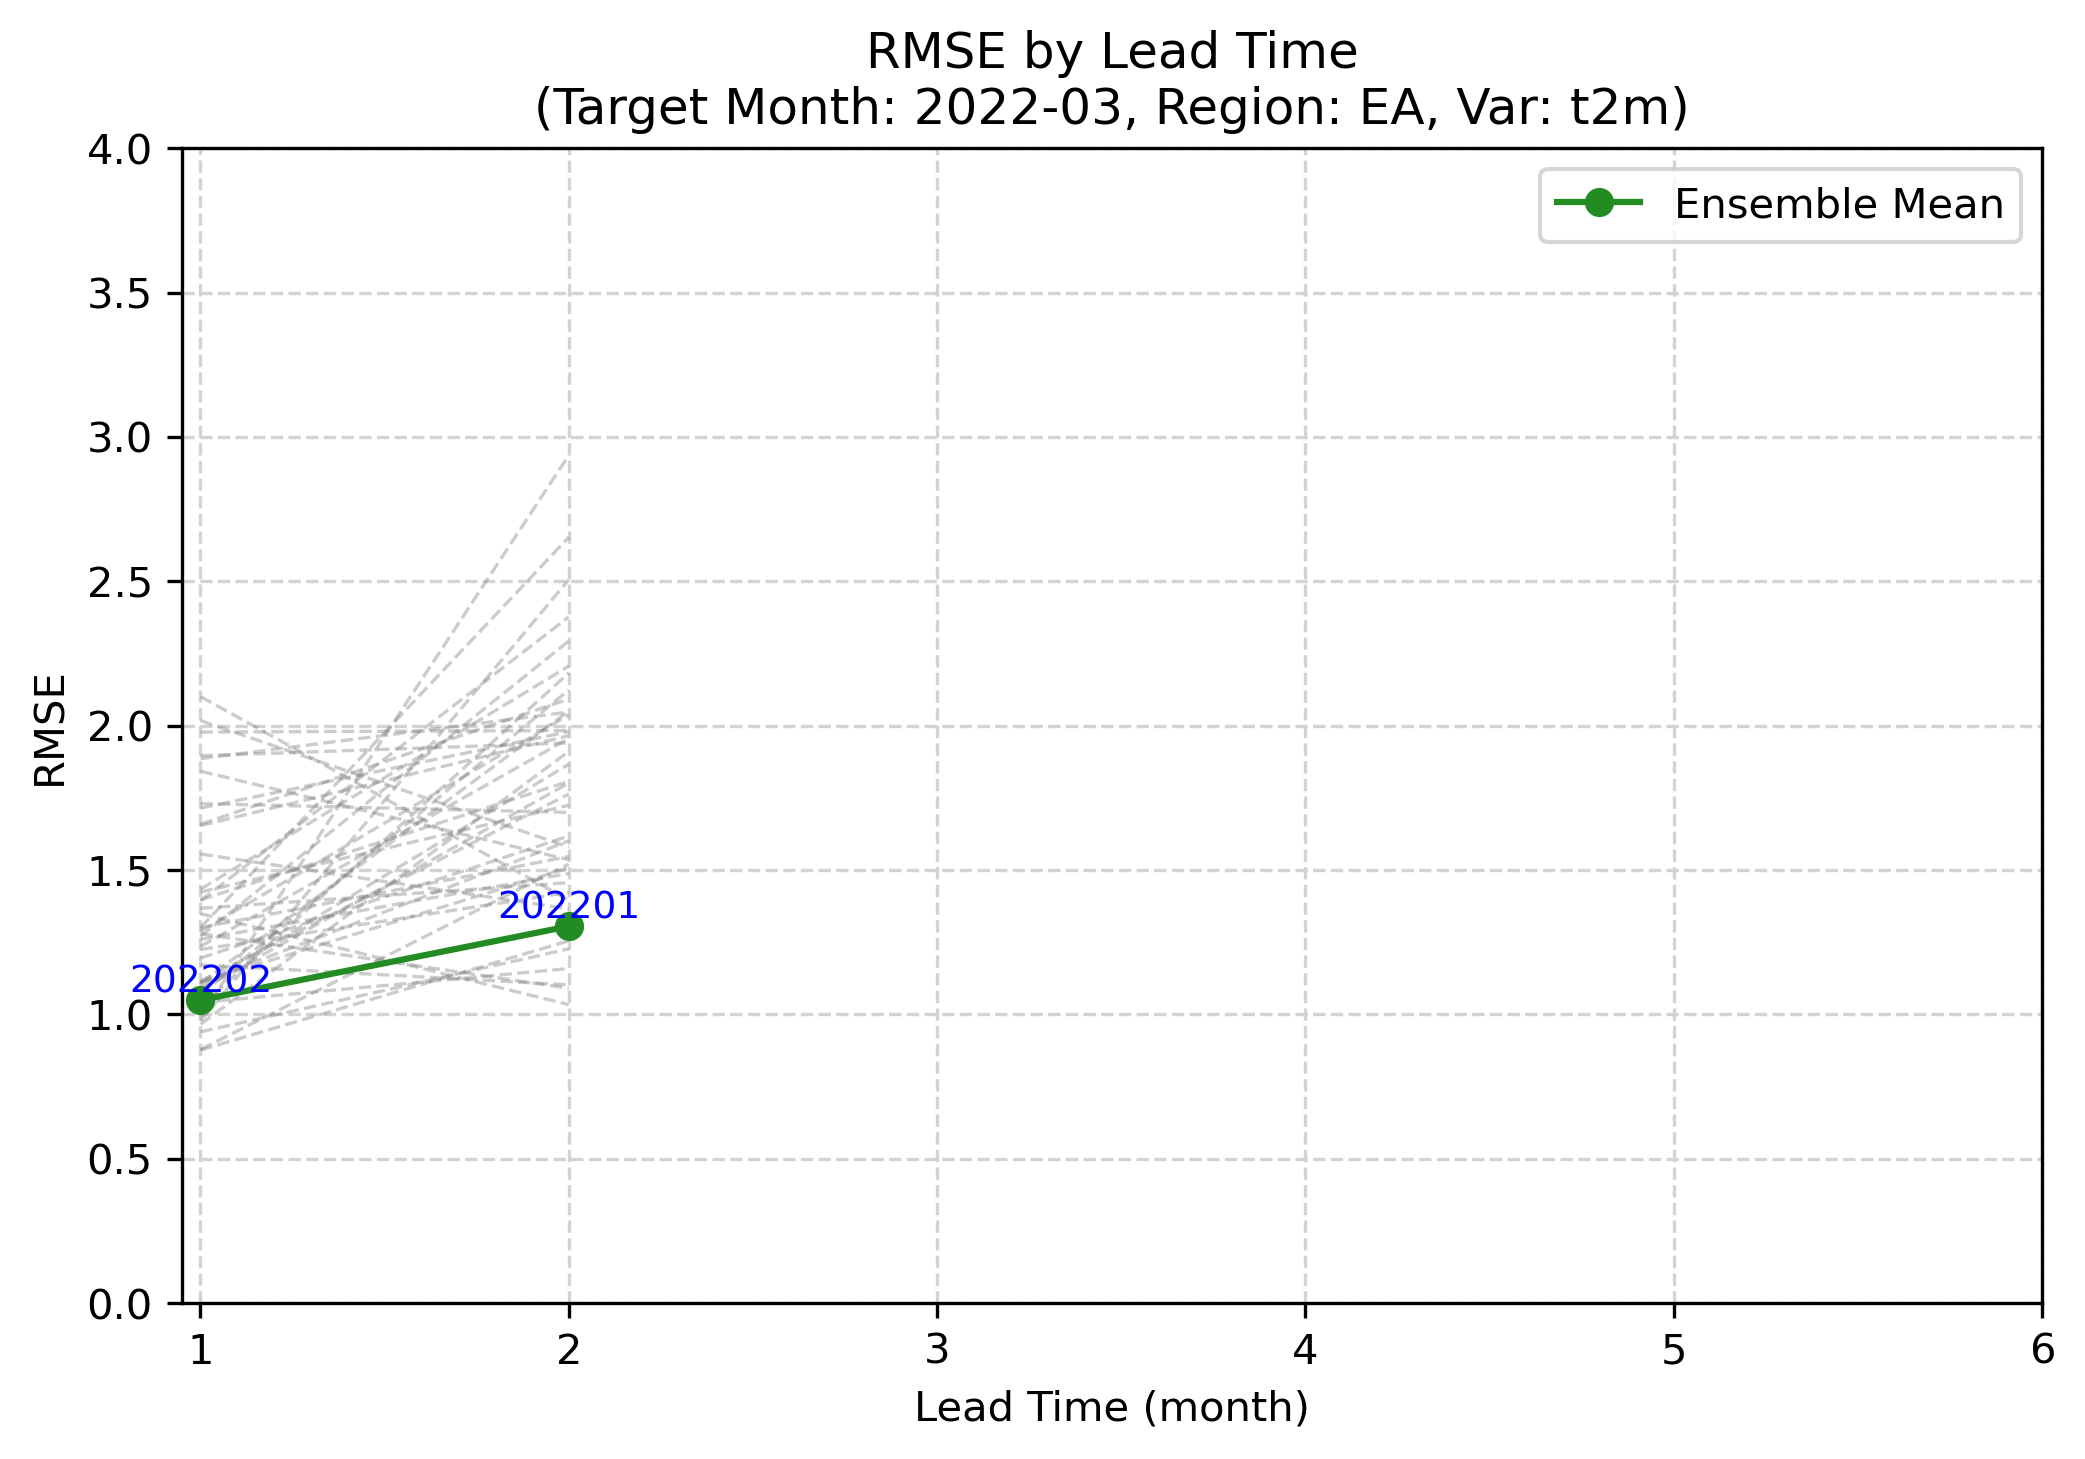 RMSE by Lead Time
(Target Month: 2022-03, Region: EA, Var: t2m)
4.0
Ensemble Mean
3.5
3.0
2.5
2.0
RMSE
1.5
202201
202202
1.0
0.5
0.0
1 2 3 4 5 6
Lead Time (month)